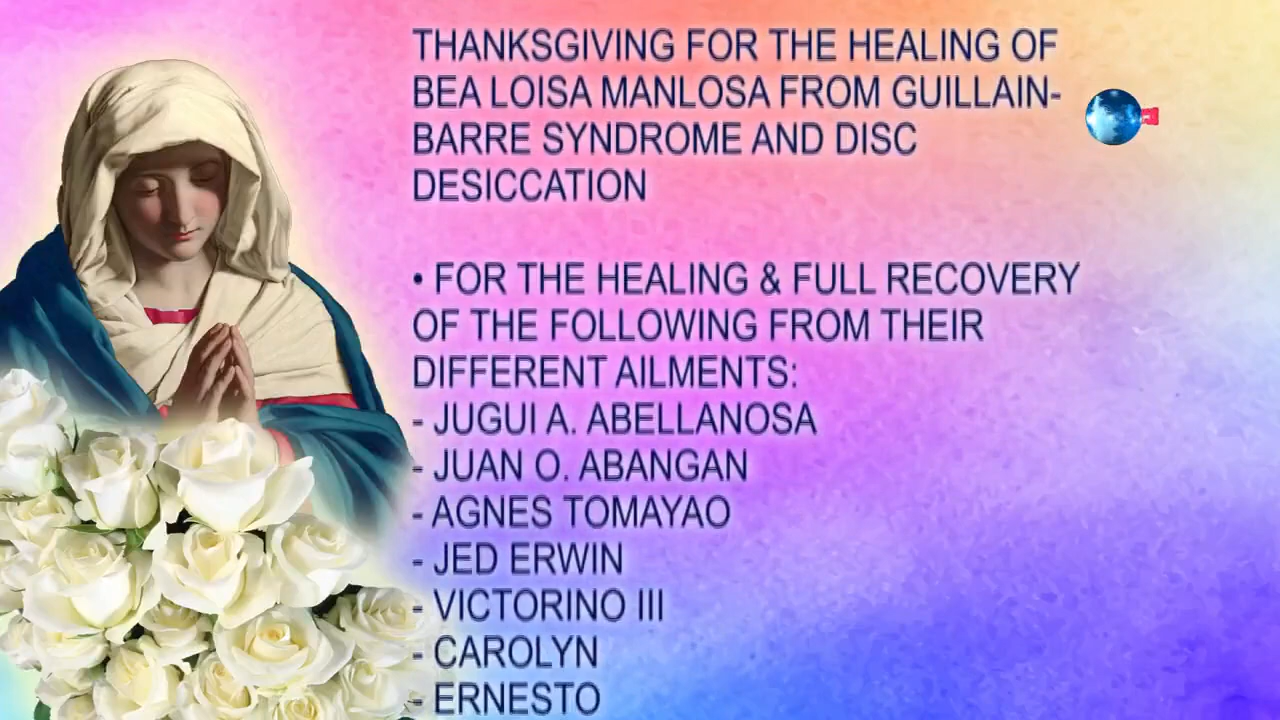 THANKSGIVING FOR THE HEALING OF
BEA LOISA MANLOSA FROM GUILLAIN-
BARRE SYNDROME AND DISC
DESICCATION
• FOR THE HEALING & FULL RECOVERY
OF THE FOLLOWING FROM THEIR
DIFFERENT AILMENTS:
- JUGUI A. ABELLANOSA
- JUAN O. ABANGAN
- AGNES TOMAYAO
- JED ERWIN
- VICTORINO III
- CAROLYN
- ERNESTO